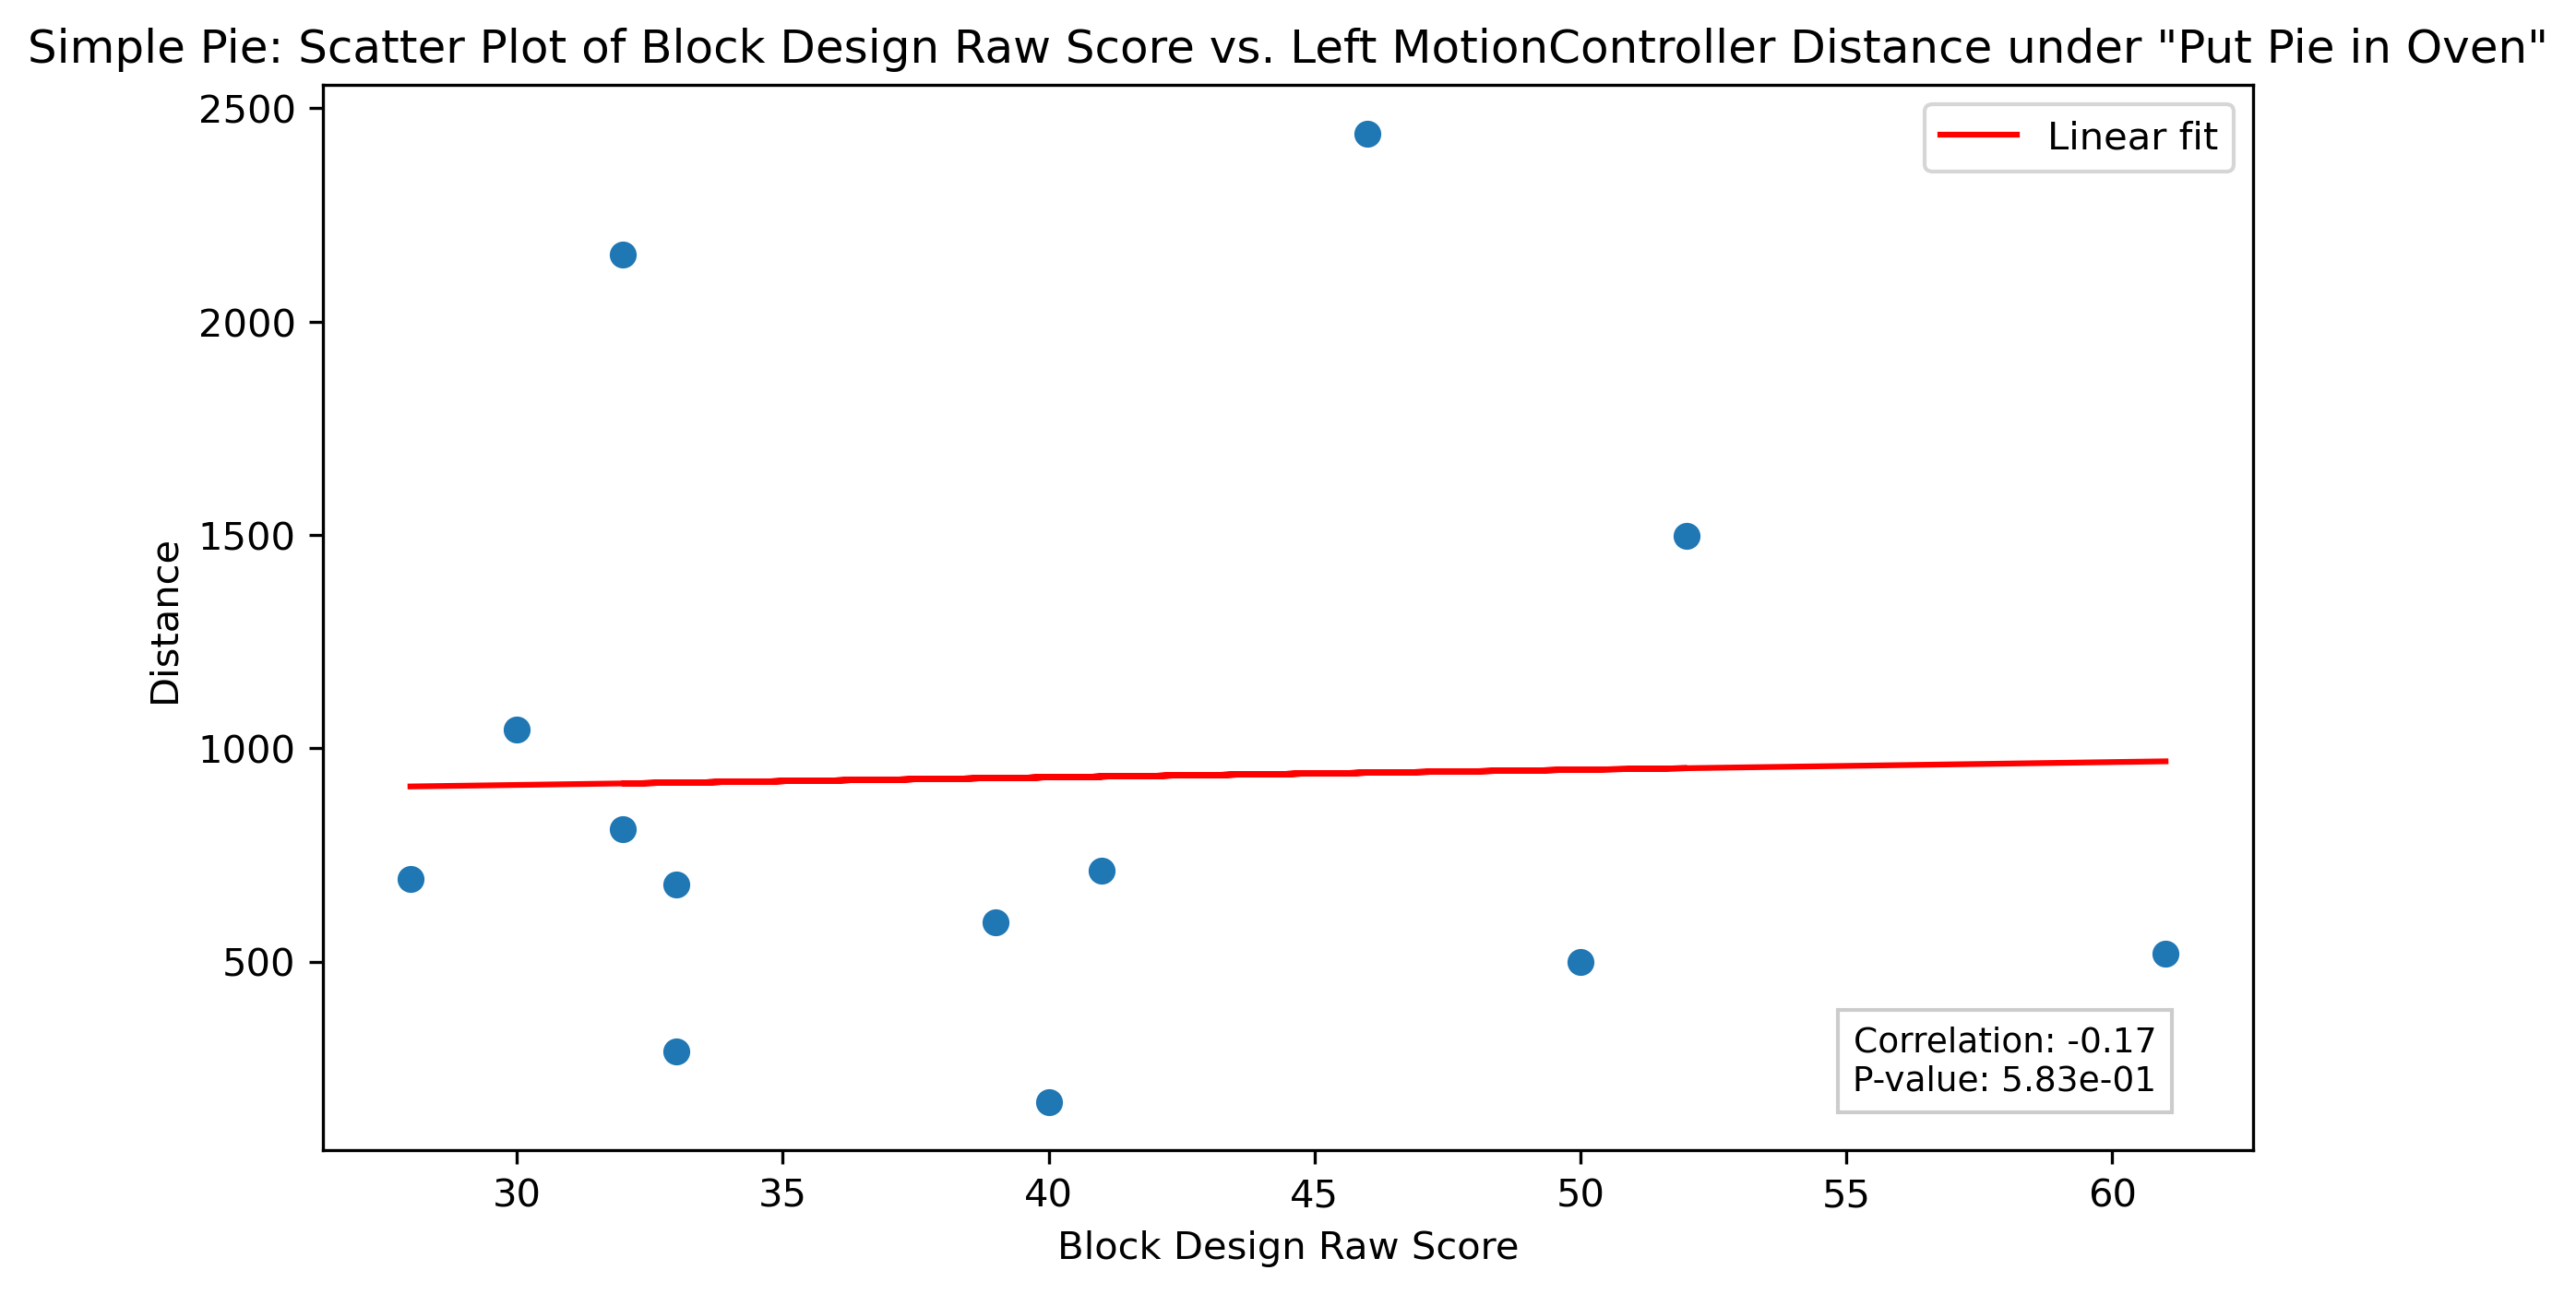 Simple Pie: Scatter Plot of Block Design Raw Score vs. Left MotionController Distance under "Put Pie in Oven"
Linear fit
2500
2000
1500
1000
500
Distance
Correlation: -0.17
P-value: 5.83e-01
30 35 40 45 50 55 60
Block Design Raw Score